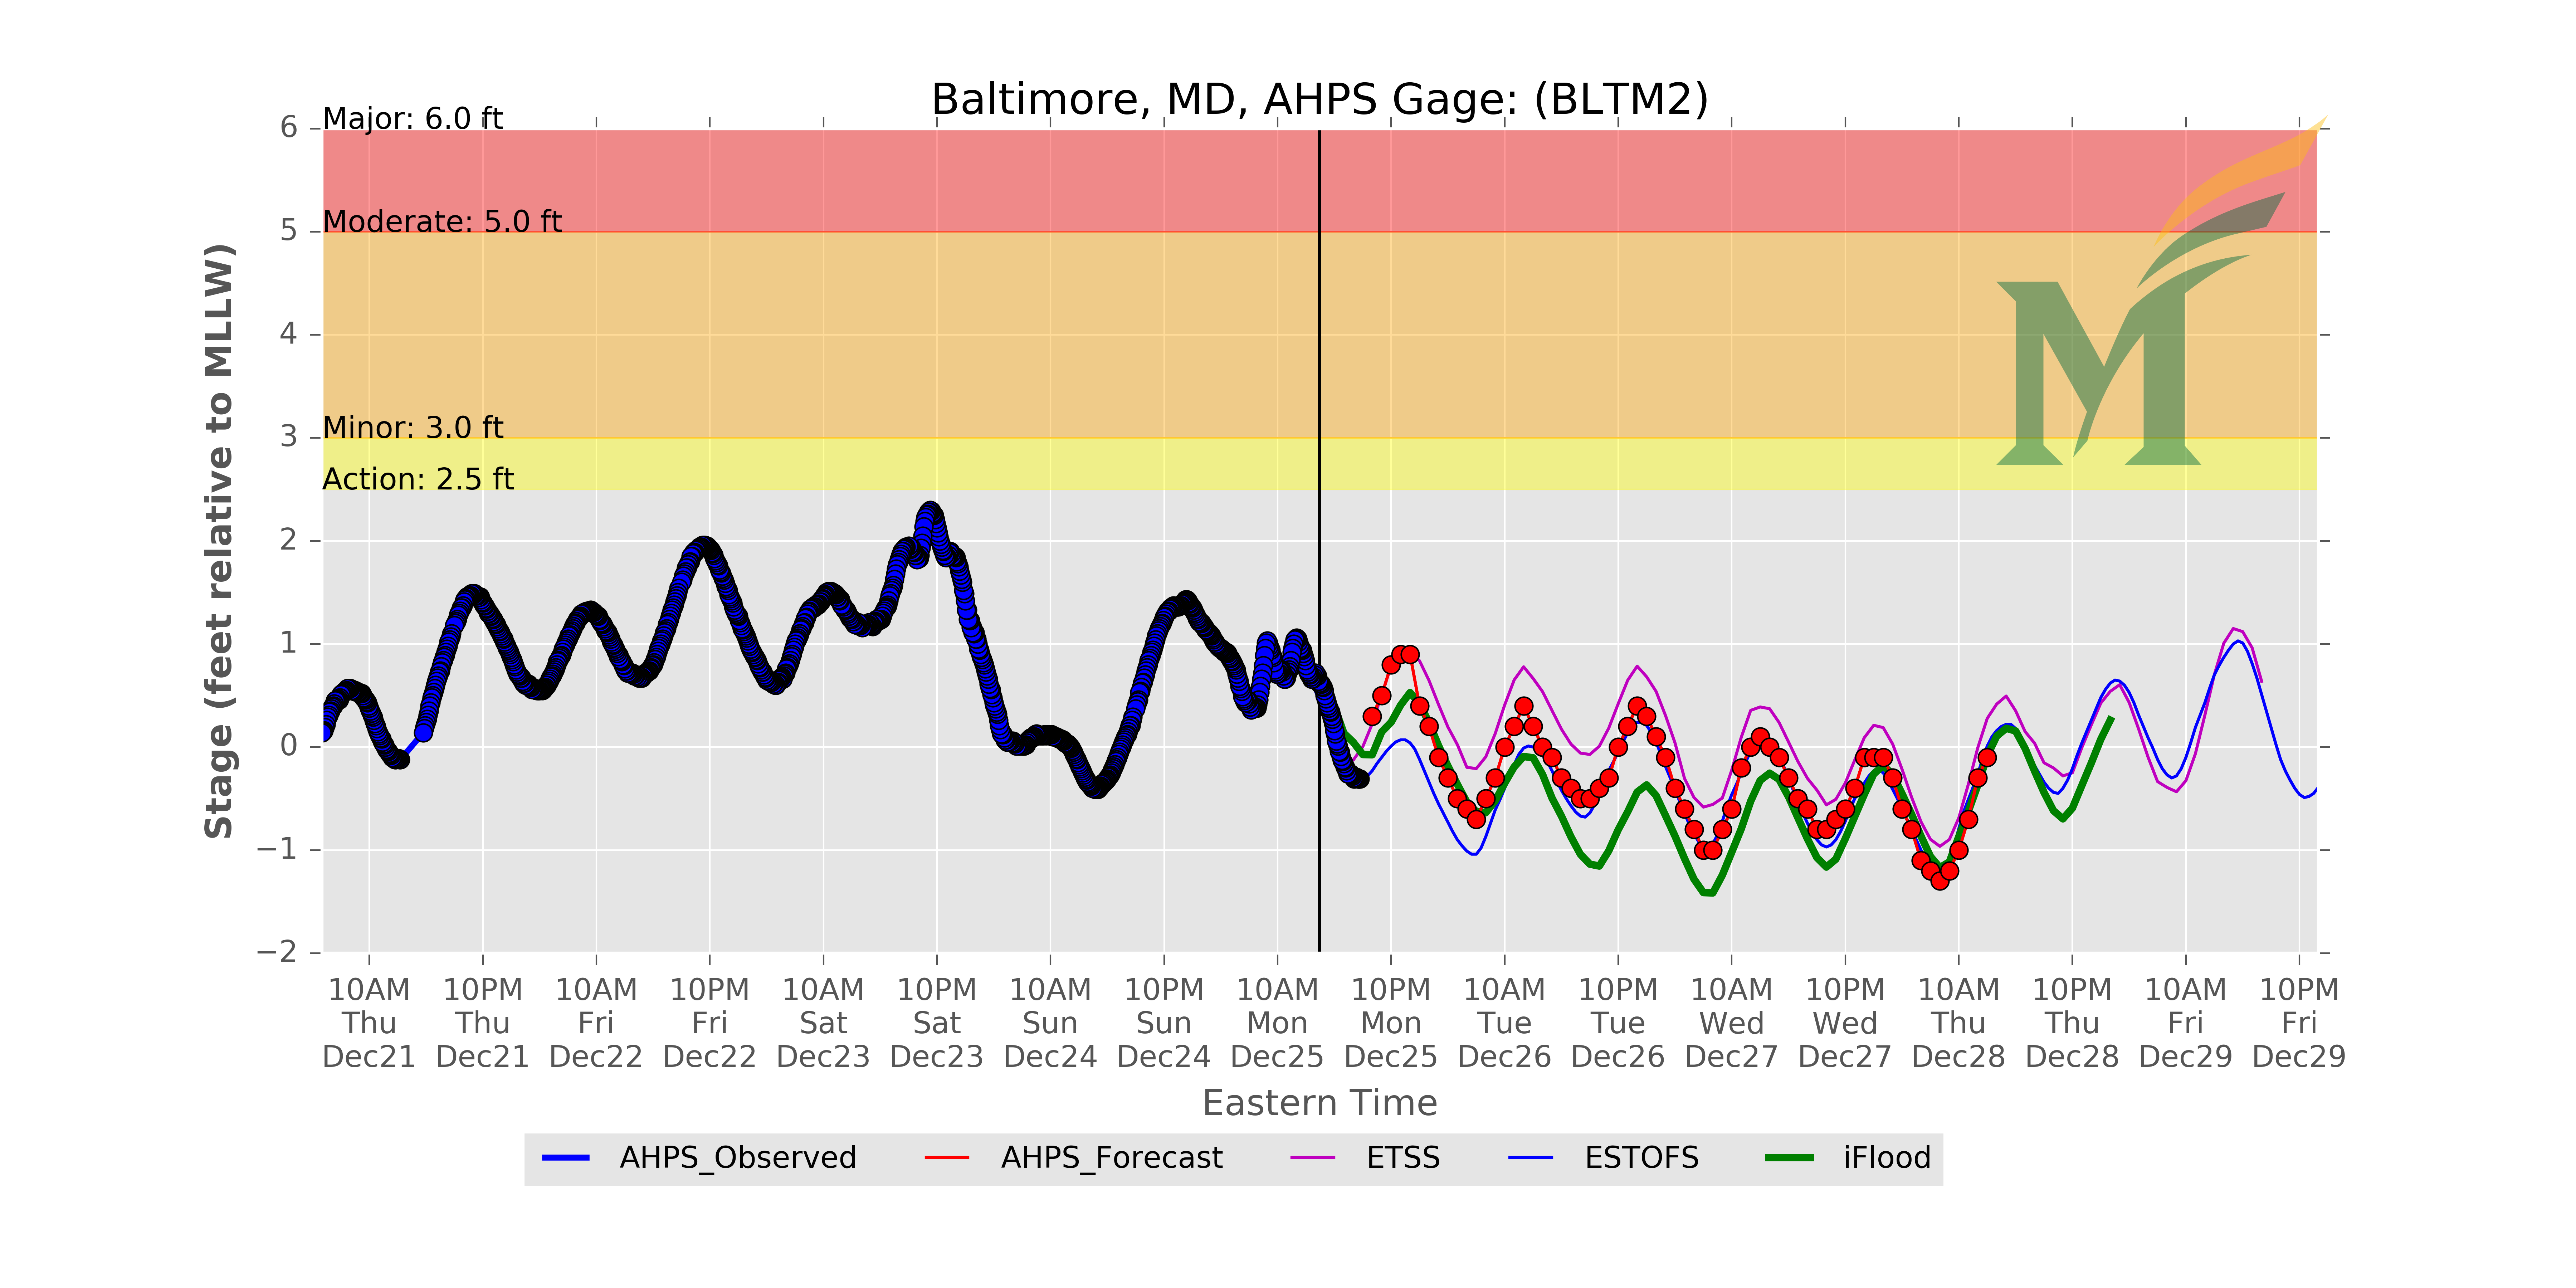 Baltimore, MD, AHPS Gage: (BLTM2)
Major: 6.0 ft
Moderate: 5.0 ft
Minor: 3.0 ft
Action: 2.5 ft
Stage (feet relative to MLLW)
6
5
4
3
2
1
0
−1
−2
10AM 10PM 10AM 10PM 10AM 10PM 10AM 10PM 10AM 10PM 10AM 10PM 10AM 10PM 10AM 10PM 10AM 10PM
Thu Thu Fri Fri Sat Sat Sun Sun Mon Mon Tue Tue Wed Wed Thu Thu Fri Fri
Dec21 Dec21 Dec22 Dec22 Dec23 Dec23 Dec24 Dec24 Dec25 Dec25 Dec26 Dec26 Dec27 Dec27 Dec28 Dec28 Dec29 Dec29
Eastern Time
AHPS_Observed AHPS_Forecast ETSS ESTOFS iFlood